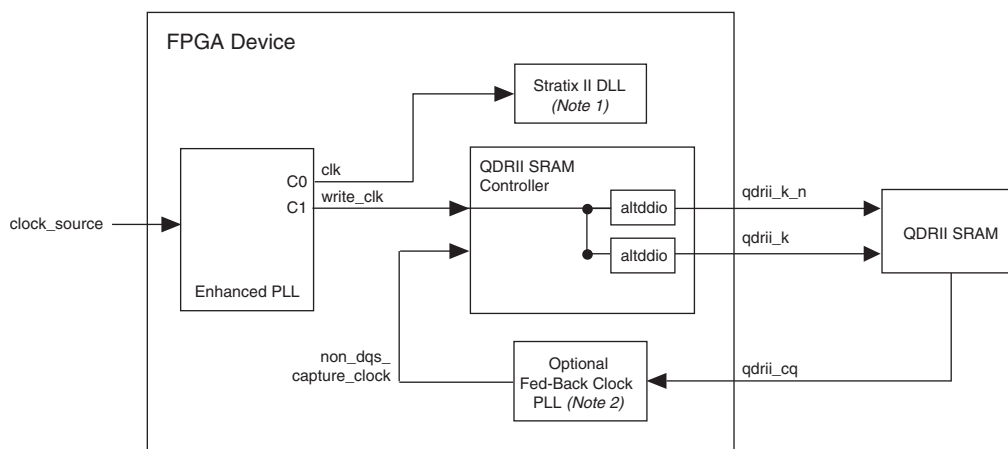 FPGA Device
Stratix II DLL
(Note 1)
clk
C0
QDRII SRAM
Controller
write_clk
C1
altddio
qdrii_k_n
clock_source
QDRII SRAM
altddio
qdrii_k
Enhanced PLL
non_dqs_
capture_clock
Optional
Fed-Back Clock
PLL (Note 2)
qdrii_cq